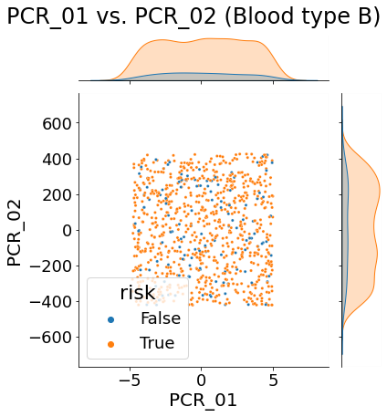 PCR_01 vs. PCR_02 (Blood type B)
600
400
200
0
−200
−400
−600
PCR_02
risk
False
True
−5
0
5
PCR_01